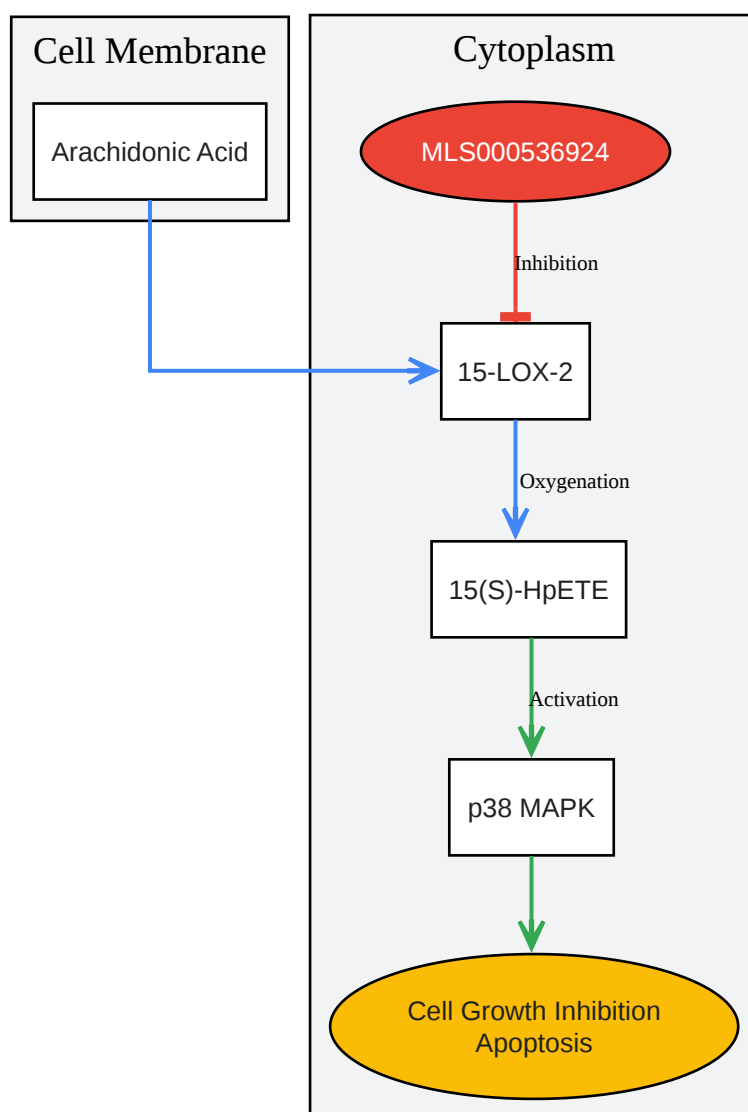 Cell Membrane
Arachidonic Acid
Cytoplasm
MLS000536924
Inhibition
15-LOX-2
Oxygenation
15(S)-HpETE
Activation
p38 MAPK
Cell Growth Inhibition
Apoptosis